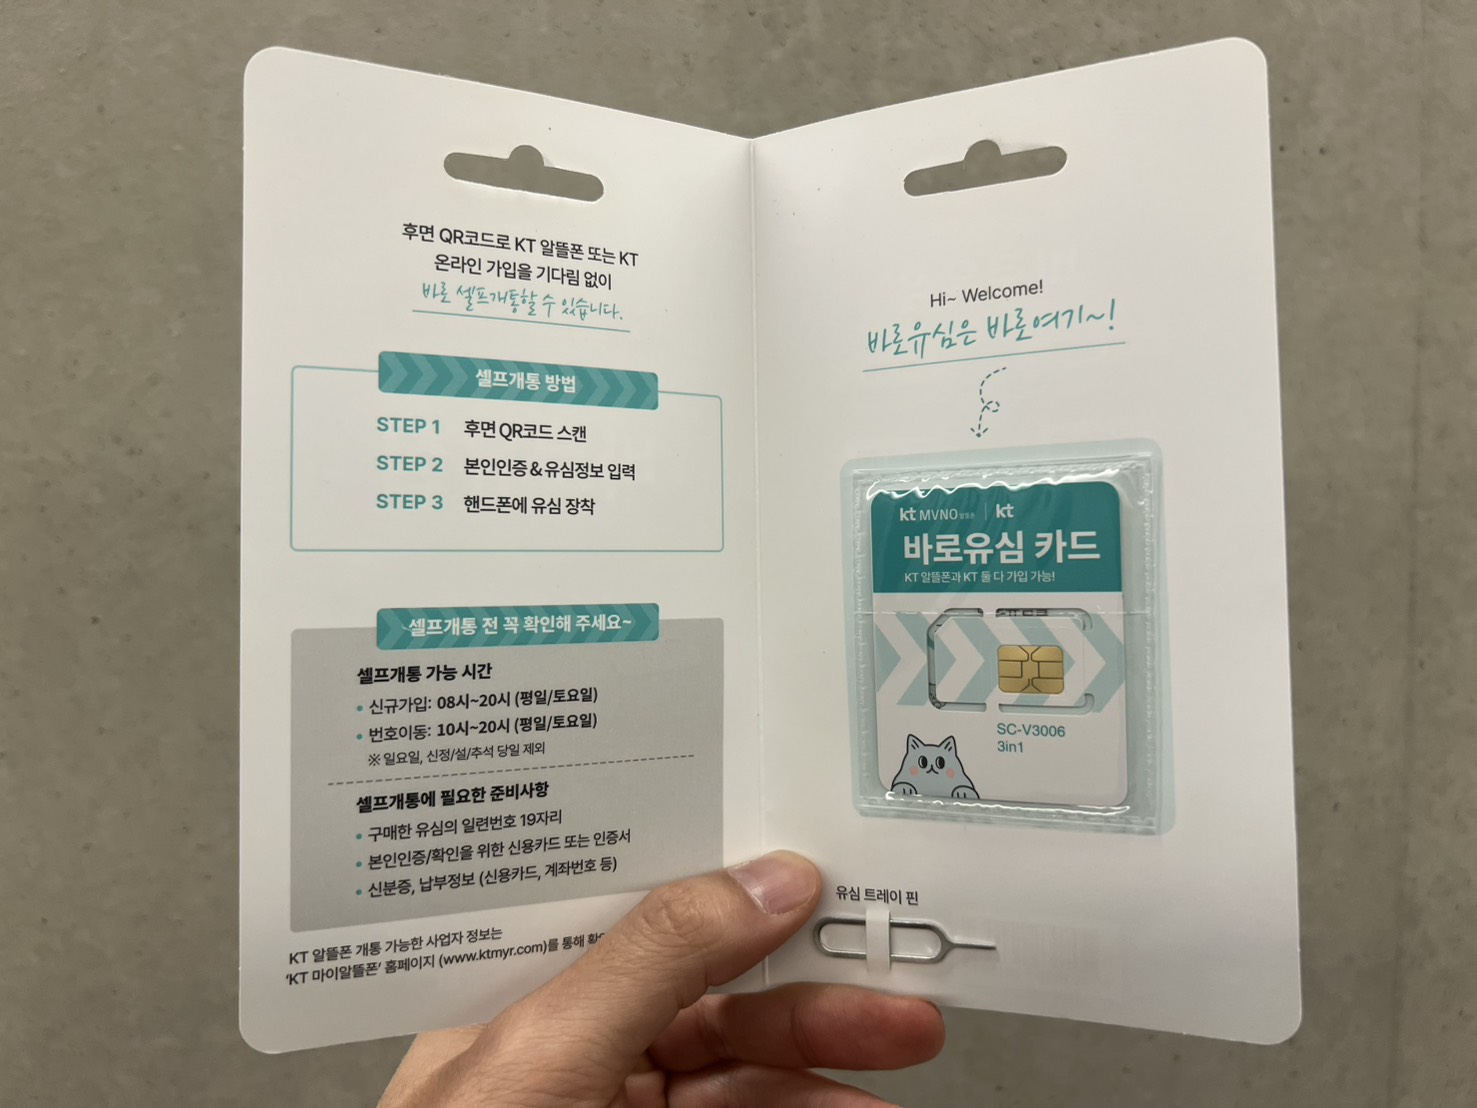 후면 QR코드로 KT 알뜰폰 또는 KT
온라인 가입을 기다림 없이
바로 셀프개통할 수 있습니다.
셀프개통 방법
STEP 1 후면 QR코드 스캔
STEP 2 본인인증 & 유심정보 입력
STEP 3 핸드폰에 유심 장착
셀프개통 전 꼭 확인해 주세요~
셀프개통 가능 시간
• 신규가입: 08시~20시 (평일/토요일)
• 번호이동: 10시~20시 (평일/토요일)
※ 일요일, 신정/설/추석 당일 제외
셀프개통에 필요한 준비사항
• 구매한 유심의 일련번호 19자리
• 본인인증/확인을 위한 신용카드 또는 인증서
• 신분증, 납부정보 (신용카드, 계좌번호 등)
KT 알뜰폰 개통 가능한 사업자 정보는
'KT 마이알뜰폰' 홈페이지 (www.ktmyr.com)를 통해
Hi~ Welcome!
바로유심은 바로여기~!
kt MVNO 알뜰폰 | kt
바로유심 카드
KT 알뜰폰과 KT 둘 다 가입 가능!
SC-V3006
3in1
유심 트레이 핀